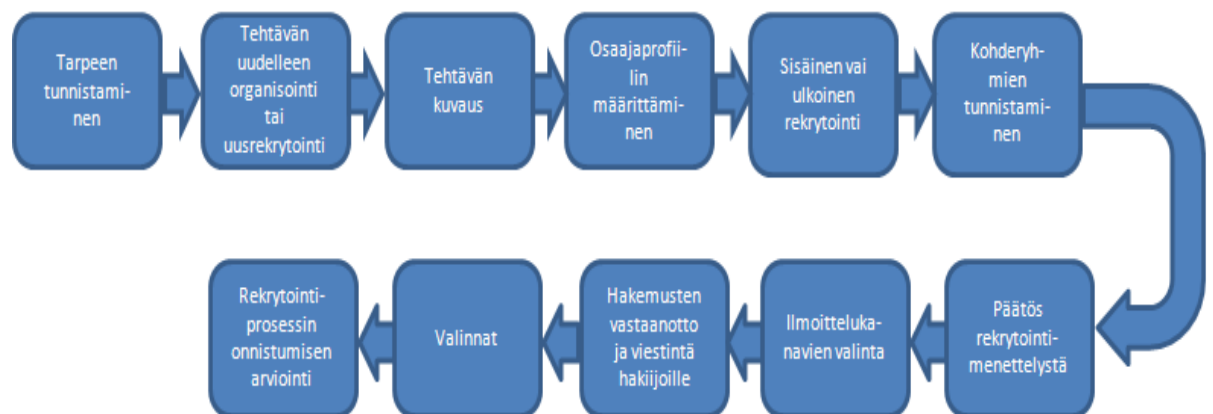 Tarpeen
tunnistami-
nen
Tehtävän
uudelleen
organisointi
tai
uusrekrytointi
Tehtävän
kuvaus
Osaajaprofii-
lin
määrittämi-
nen
Sisäinen vai
ulkoinen
rekrytointi
Kohderyh-
mien
tunnistami-
nen
Päätös
rekrytointi-
menettelystä
Ilmoitteluka-
navien valinta
Hakemusten
vastaanotto
ja viestintä
hakiijoille
Valinnat
Rekrytointi-
prosessin
onnistumisen
arviointi